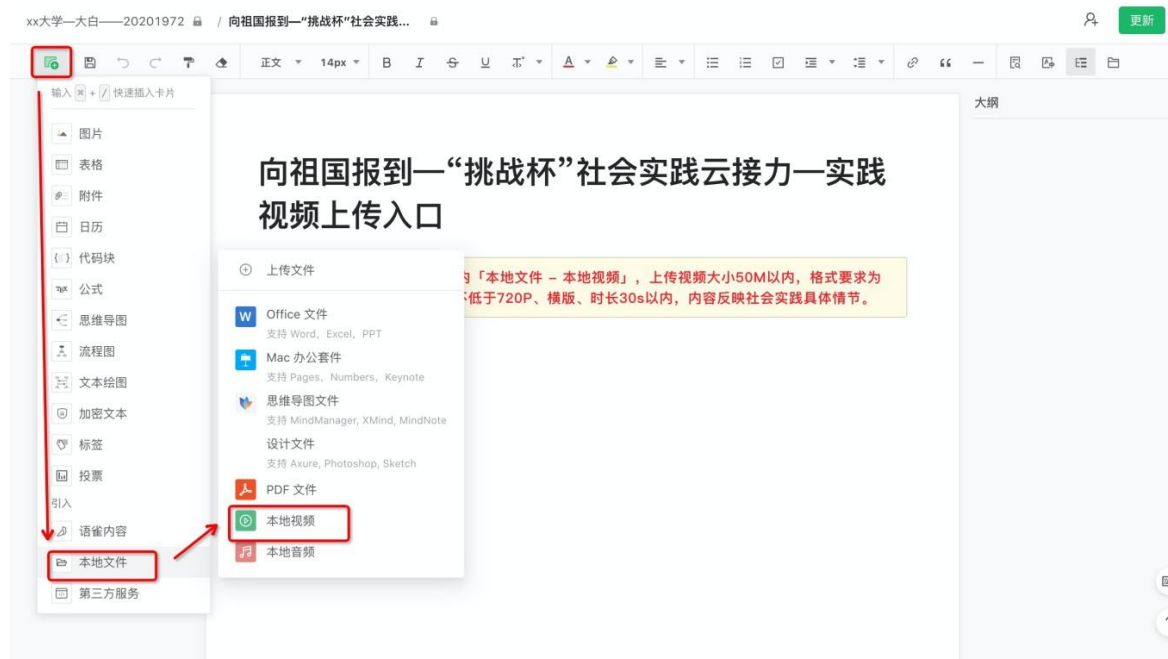 xx大学—大白——20201972 / 向祖国报到—“挑战杯”社会实践...
更新
正文 14px B I S U T A
输入 ⌘ + / 快速插入卡片
大纲
图片
表格
附件
日历
代码块
公式
思维导图
流程图
文本绘图
加密文本
标签
投票
引入
语雀内容
本地文件
第三方服务
向祖国报到—“挑战杯”社会实践云接力—实践
视频上传入口
「本地文件 – 本地视频」，上传视频大小50M以内，格式要求为
低于720P、横版、时长30s以内，内容反映社会实践具体情节。
上传文件
Office 文件
支持 Word, Excel, PPT
Mac 办公套件
支持 Pages, Numbers, Keynote
思维导图文件
支持 MindManager, XMind, MindNote
设计文件
支持 Axure, Photoshop, Sketch
PDF 文件
本地视频
本地音频